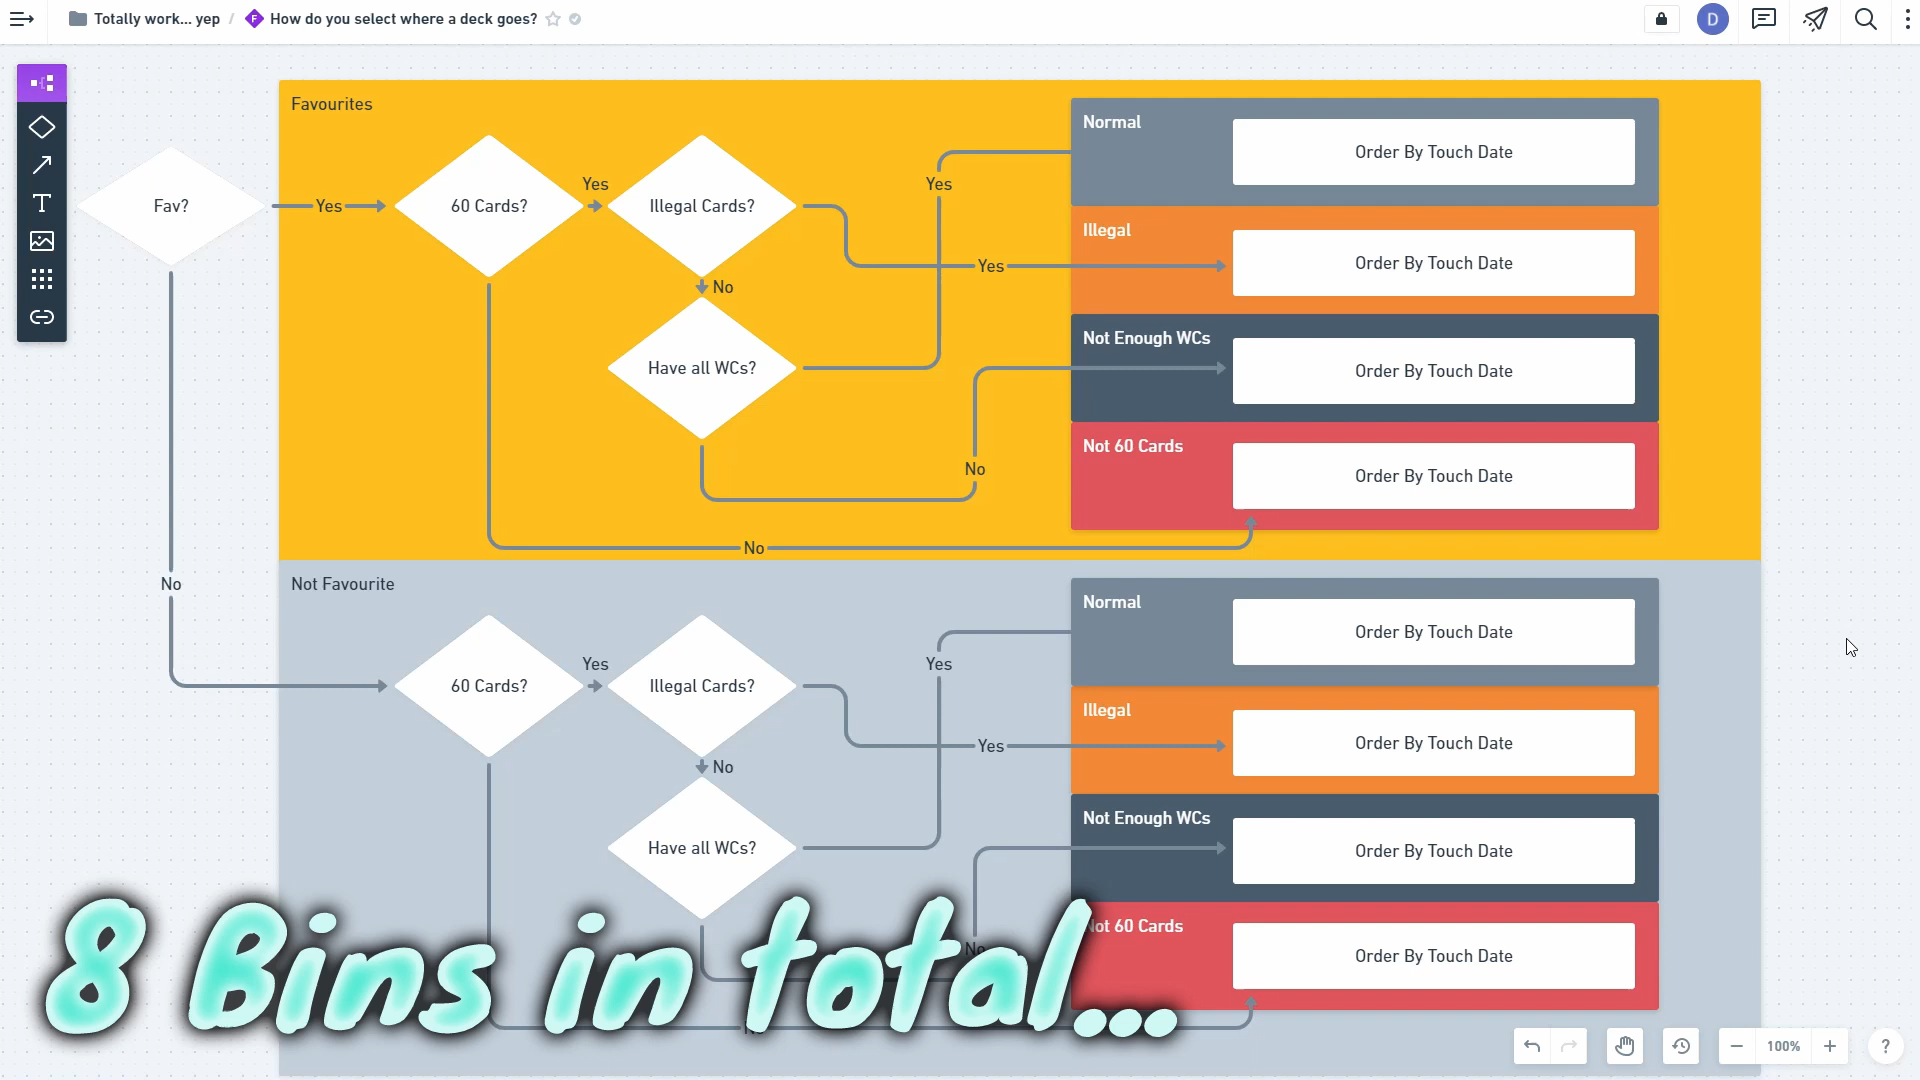 Totally work... yep / How do you select where a deck goes?
D
Favourites
Fav?
Yes
60 Cards?
Yes
Illegal Cards?
Yes
No
Have all WCs?
Yes
No
No
Normal
Order By Touch Date
Illegal
Order By Touch Date
Not Enough WCs
Order By Touch Date
Not 60 Cards
Order By Touch Date
No
Not Favourite
60 Cards?
Yes
Illegal Cards?
Yes
No
Have all WCs?
Yes
No
No
Normal
Order By Touch Date
Illegal
Order By Touch Date
Not Enough WCs
Order By Touch Date
Not 60 Cards
Order By Touch Date
8 Bins in total...
100%
?